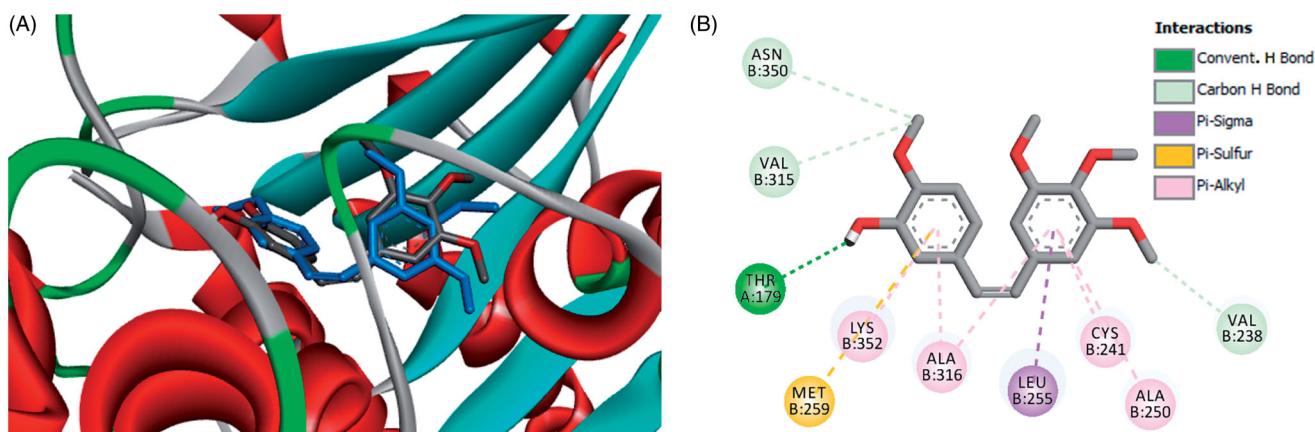 (A)
(B)
Interactions
Convent. H Bond
Carbon H Bond
Pi-Sigma
Pi-Sulfur
Pi-Alkyl
ASN
B:350
VAL
B:315
THR
A:179
LYS
B:352
MET
B:259
ALA
B:316
LEU
B:255
CYS
B:241
ALA
B:250
VAL
B:238